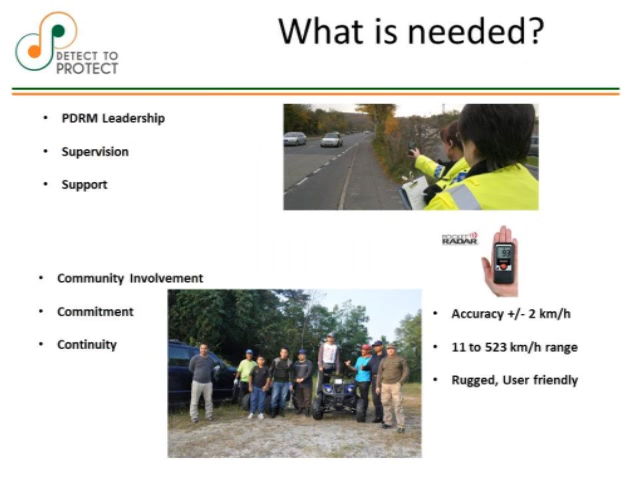 DETECT TO
PROTECT
What is needed?
• PDRM Leadership
• Supervision
• Support
POCKET
RADAR
• Community Involvement
• Commitment
• Continuity
• Accuracy +/- 2 km/h
• 11 to 523 km/h range
• Rugged, User friendly